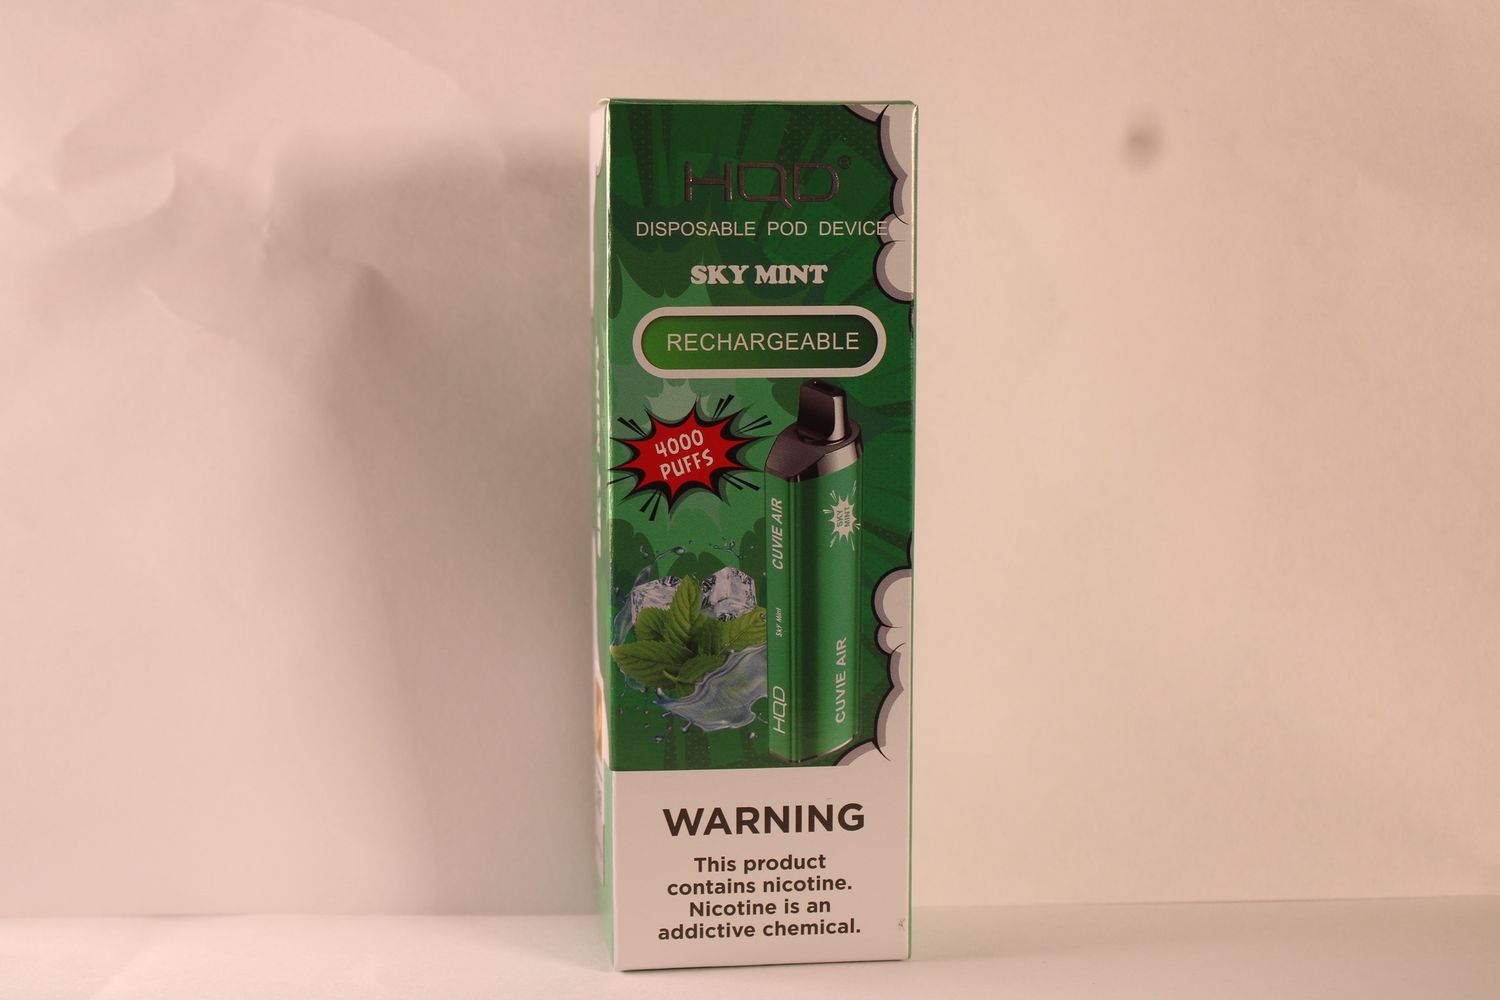 HQD®
DISPOSABLE POD DEVICE
SKY MINT
RECHARGEABLE
4000
PUFFS
CUVIE AIR
Sky Mint
HQD
SKY
MINT
CUVIE AIR
WARNING
This product
contains nicotine.
Nicotine is an
addictive chemical.